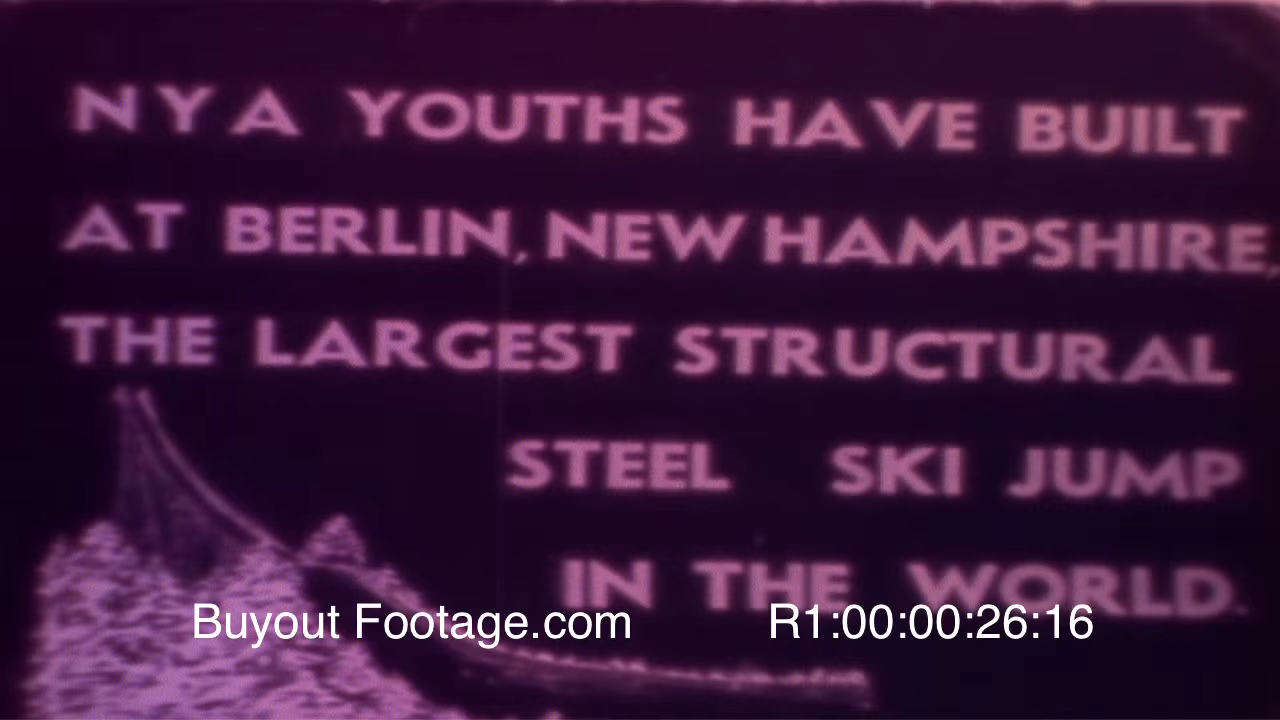 NYA YOUTHS HAVE BUILT
AT BERLIN, NEW HAMPSHIRE,
THE LARGEST STRUCTURAL
STEEL SKI JUMP
IN THE WORLD.
Buyout Footage.com R1:00:00:26:16